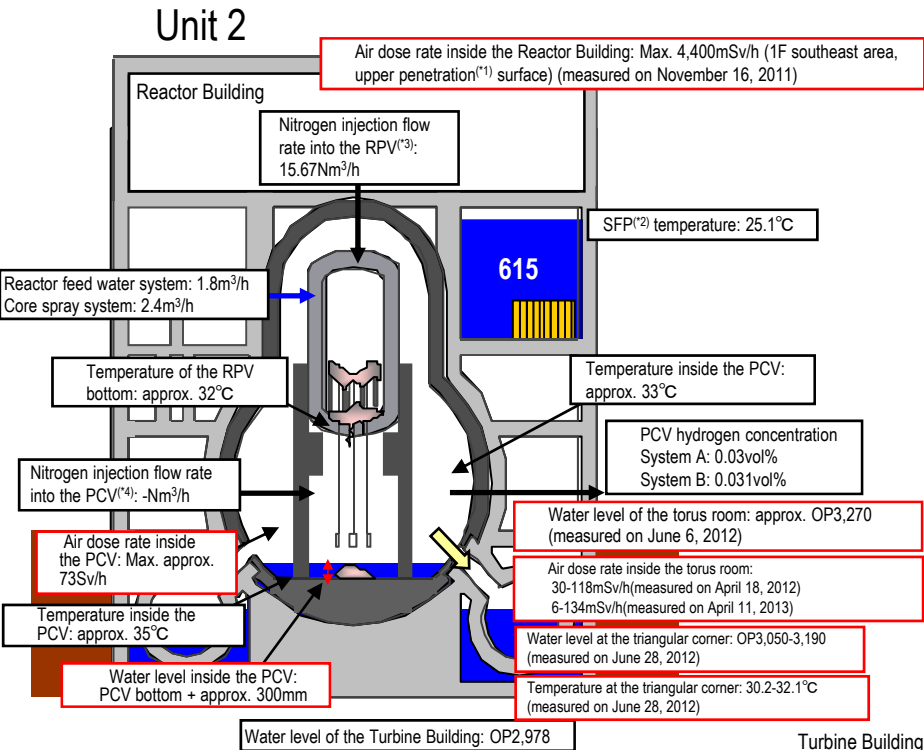 Unit 2
Air dose rate inside the Reactor Building: Max. 4,400mSv/h (1F southeast area,
upper penetration(*1) surface) (measured on November 16, 2011)
Reactor Building
Nitrogen injection flow
rate into the RPV(*3):
15.67Nm3/h
SFP(*2) temperature: 25.1°C
615
Reactor feed water system: 1.8m3/h
Core spray system: 2.4m3/h
Temperature of the RPV
bottom: approx. 32°C
Temperature inside the PCV:
approx. 33°C
PCV hydrogen concentration
System A: 0.03vol%
System B: 0.031vol%
Nitrogen injection flow rate
into the PCV(*4): -Nm3/h
Water level of the torus room: approx. OP3,270
(measured on June 6, 2012)
Air dose rate inside
the PCV: Max. approx.
73Sv/h
Air dose rate inside the torus room:
30-118mSv/h(measured on April 18, 2012)
6-134mSv/h(measured on April 11, 2013)
Temperature inside the
PCV: approx. 35°C
Water level at the triangular corner: OP3,050-3,190
(measured on June 28, 2012)
Water level inside the PCV:
PCV bottom + approx. 300mm
Temperature at the triangular corner: 30.2-32.1°C
(measured on June 28, 2012)
Water level of the Turbine Building: OP2,978
Turbine Building